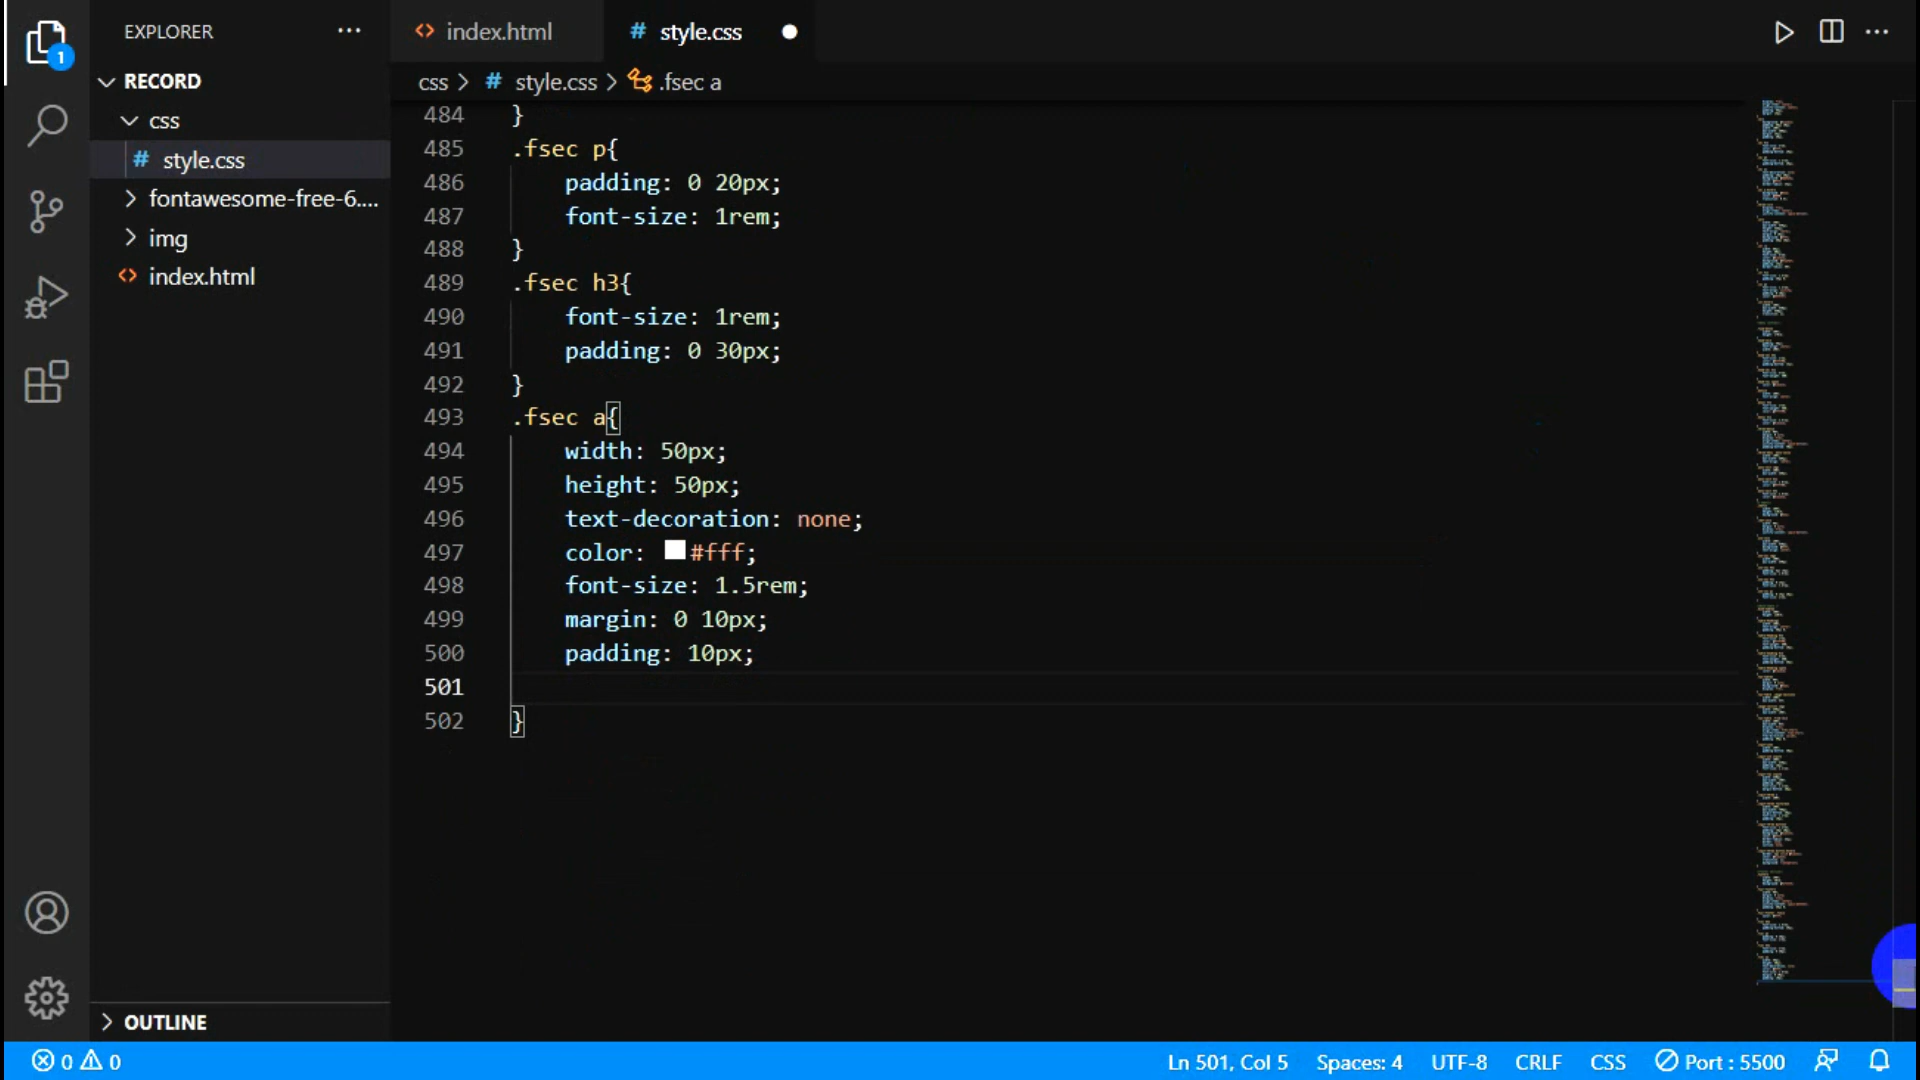 EXPLORER
RECORD
css
style.css
fontawesome-free-6....
img
index.html
OUTLINE
1
index.html
# style.css
css > # style.css > .fsec a
484 }
485 .fsec p{
486 padding: 0 20px;
487 font-size: 1rem;
488 }
489 .fsec h3{
490 font-size: 1rem;
491 padding: 0 30px;
492 }
493 .fsec a{
494 width: 50px;
495 height: 50px;
496 text-decoration: none;
497 color: #fff;
498 font-size: 1.5rem;
499 margin: 0 10px;
500 padding: 10px;
501
502 }
0 0 Ln 501, Col 5 Spaces: 4 UTF-8 CRLF CSS Port : 5500